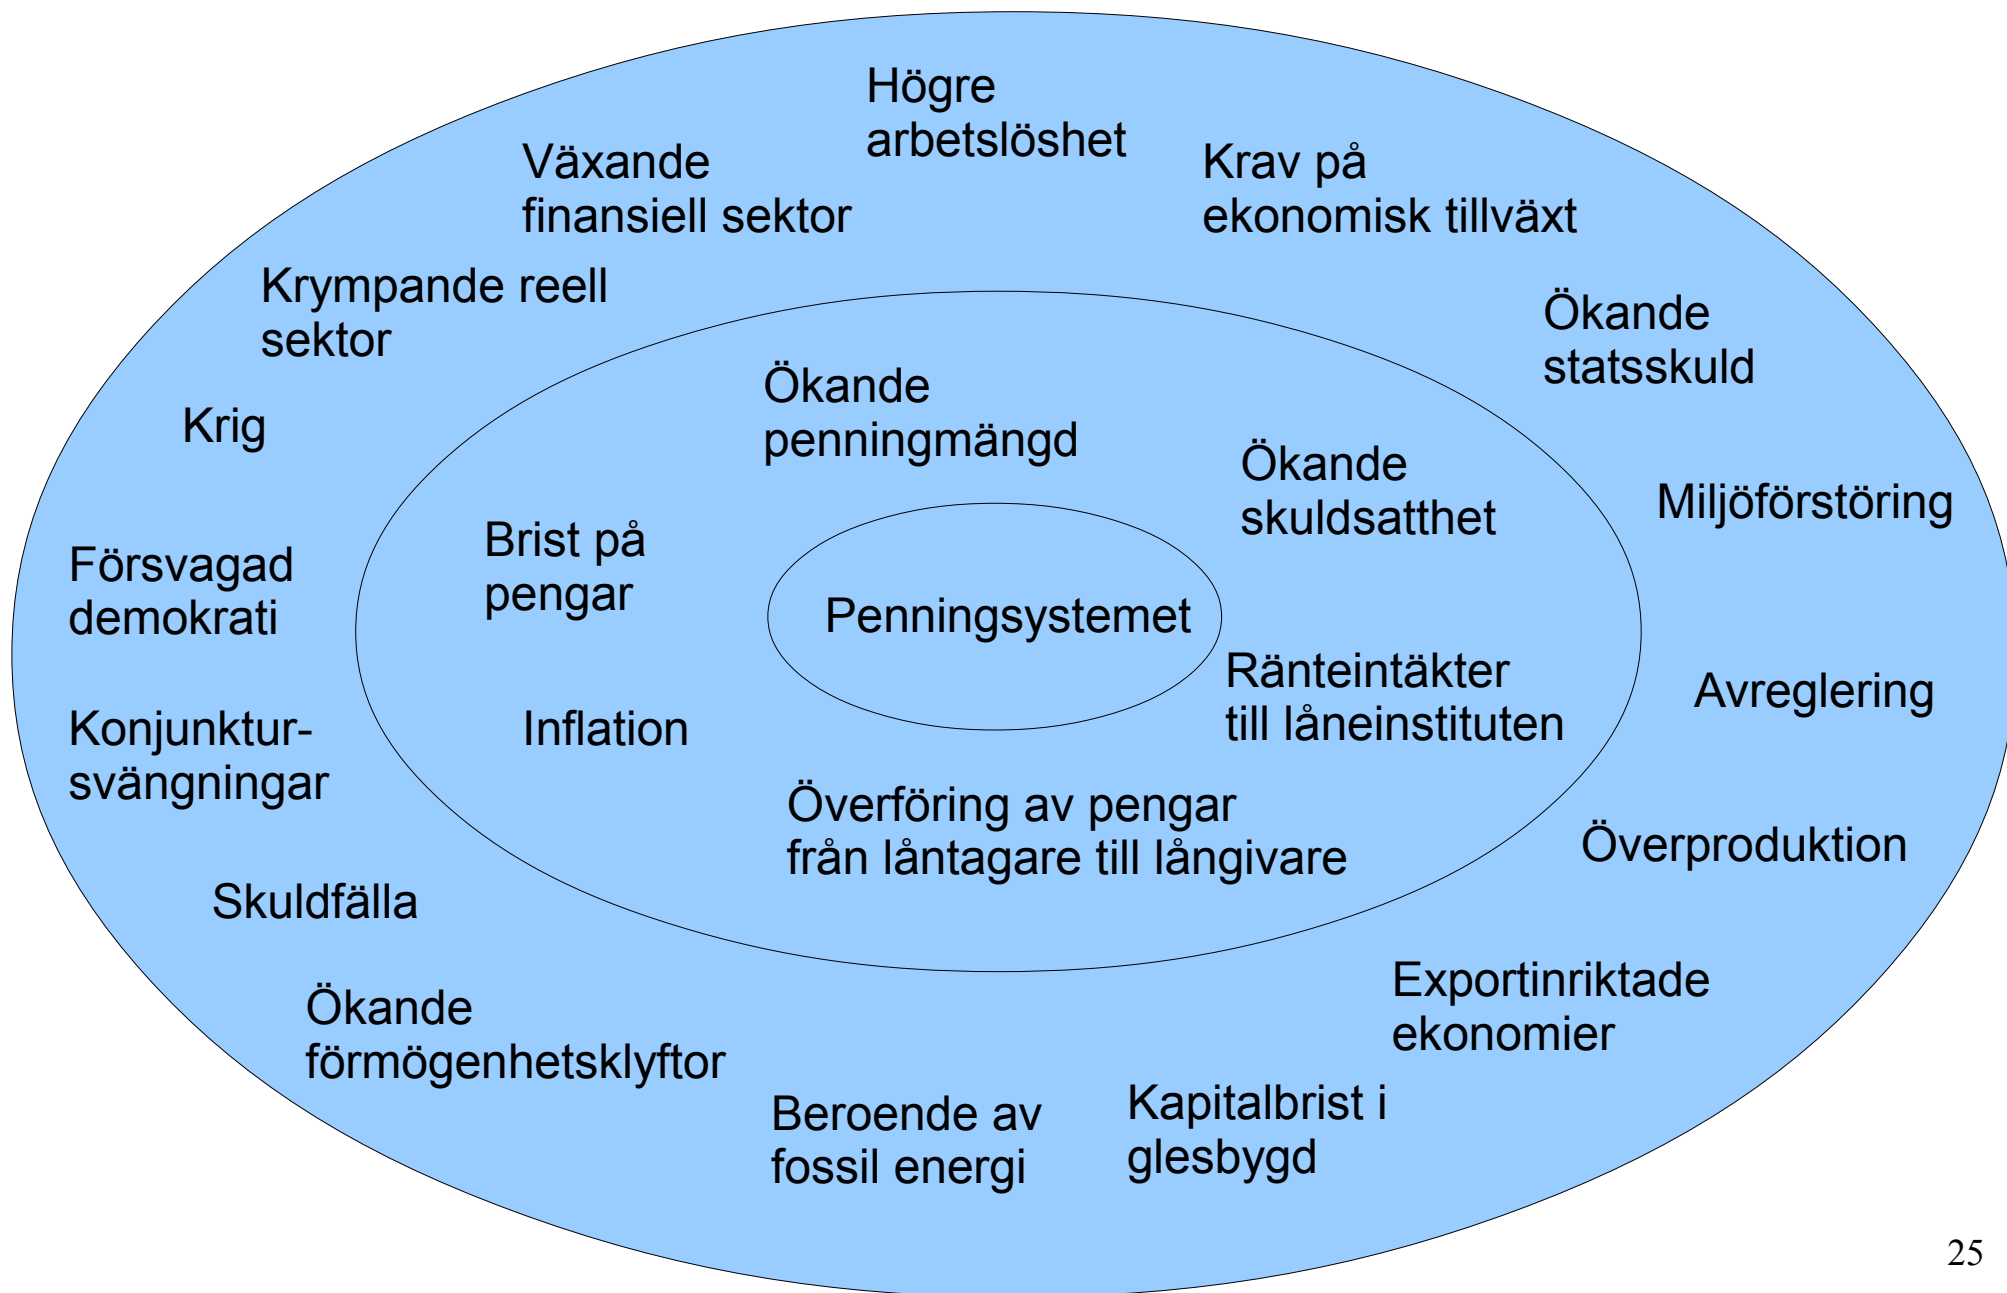 Högre
arbetslöshet
Växande
finansiell sektor
Krav på
ekonomisk tillväxt
Krympande reell
sektor
Ökande
statsskuld
Ökande
penningmängd
Krig
Ökande
skuldsatthet
Miljöförstöring
Brist på
pengar
Försvagad
demokrati
Penningsystemet
Ränteintäkter
till låneinstituten
Avreglering
Konjunktur-
svängningar
Inflation
Överföring av pengar
från låntagare till långivare
Överproduktion
Skuldfälla
Exportinriktade
ekonomier
Ökande
förmögenhetsklyftor
Beroende av
fossil energi
Kapitalbrist i
glesbygd
25